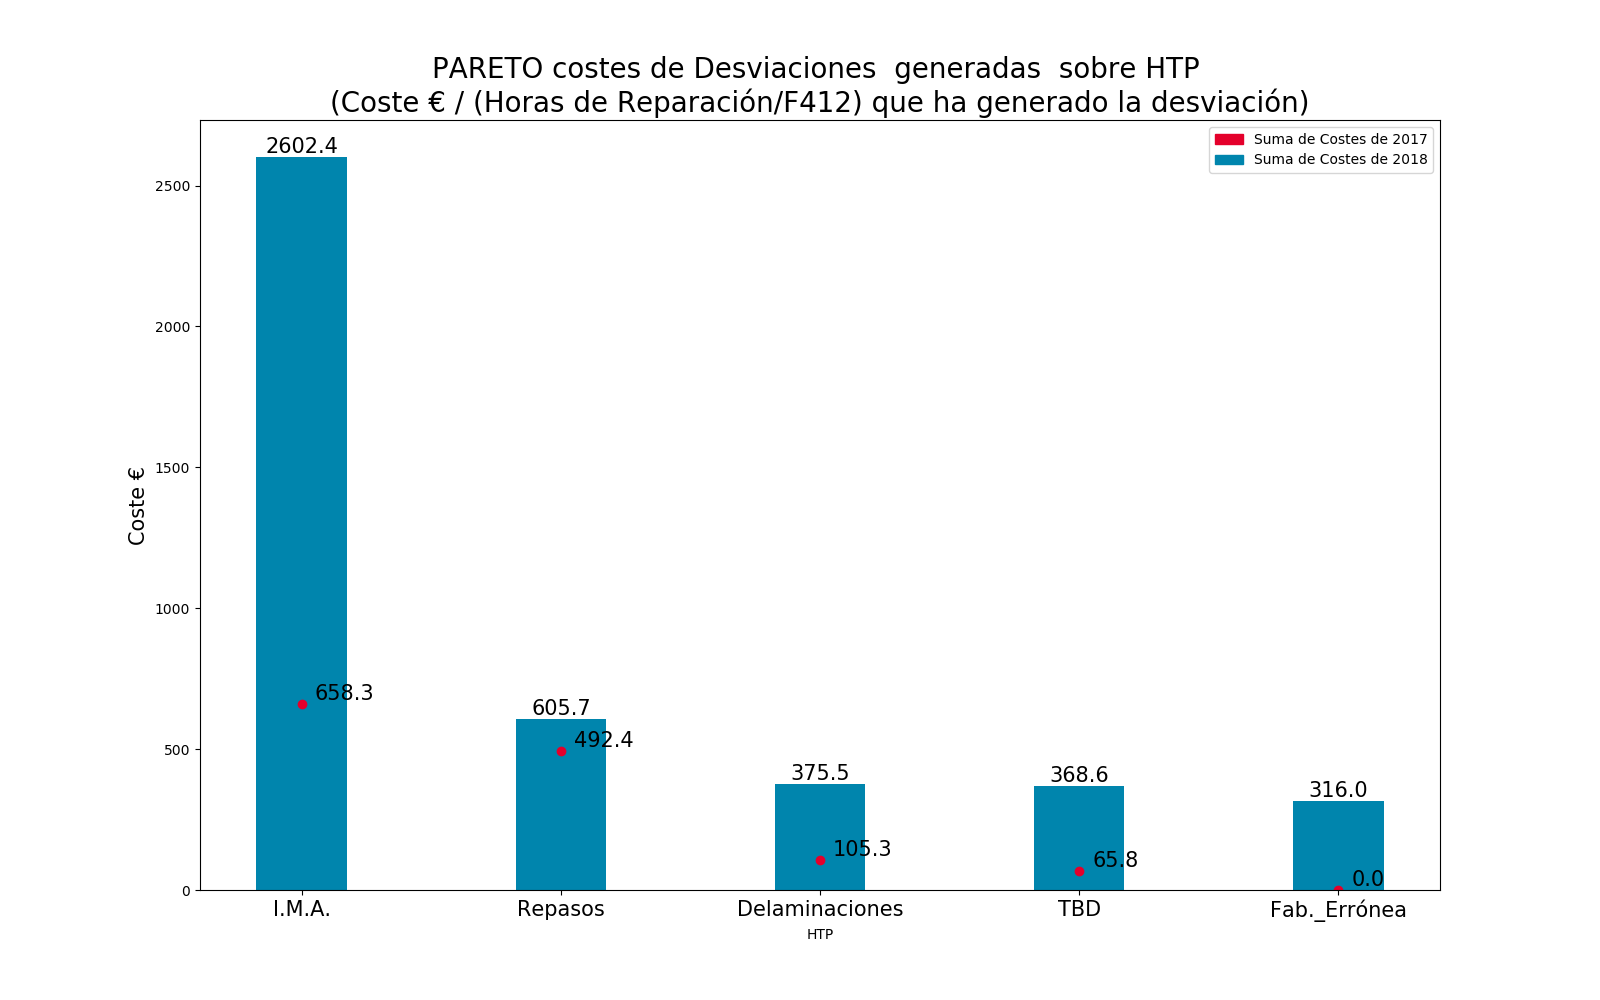 PARETO costes de Desviaciones  generadas  sobre HTP
(Coste € / (Horas de Reparación/F412) que ha generado la desviación)
Suma de Costes de 2017
Suma de Costes de 2018
Coste €
2500
2000
1500
1000
500
0
2602.4
658.3
605.7
492.4
375.5
105.3
368.6
65.8
316.0
0.0
I.M.A.
Repasos
Delaminaciones
TBD
Fab._Errónea
HTP